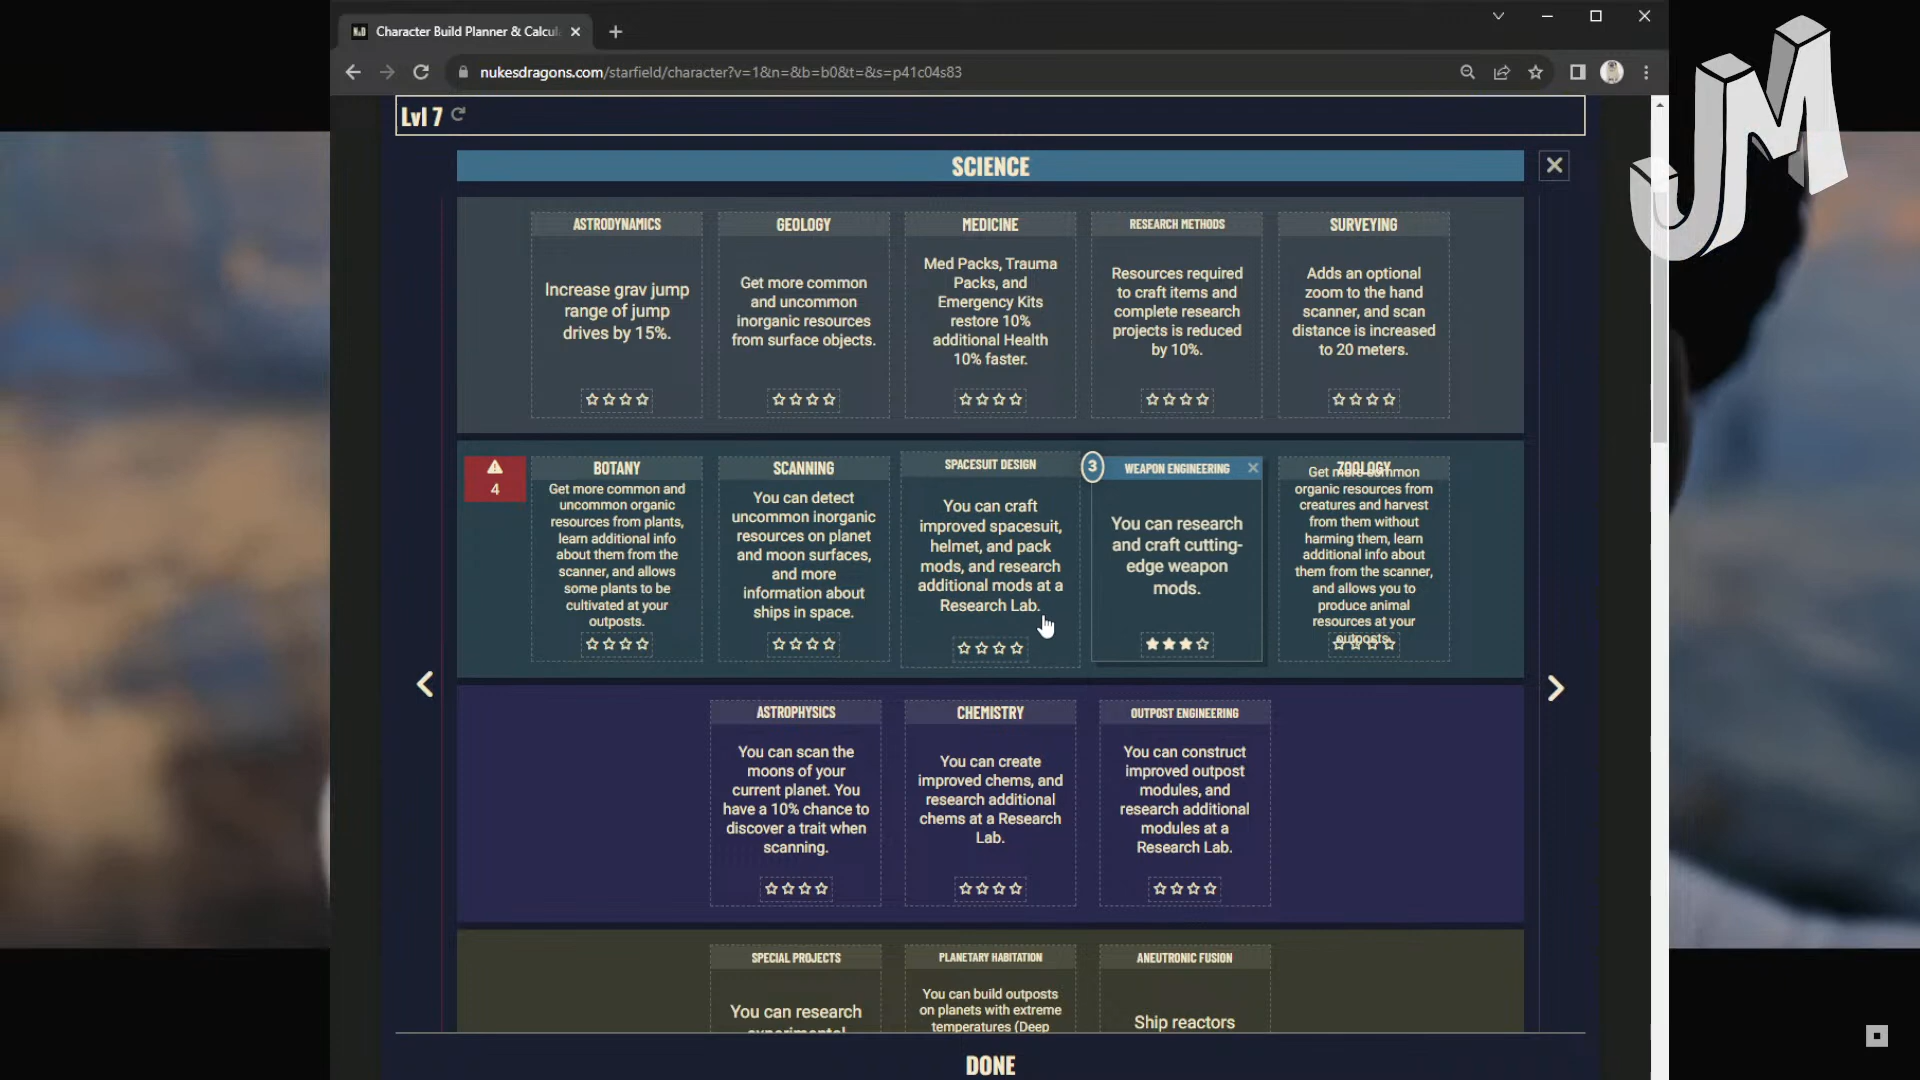 Character Build Planner & Calcul
nukesdragons.com/starfield/character?v=1&n=&b=b0&t=&s=p41c04s83
JM
Lvl 7
SCIENCE
ASTRODYNAMICS
Increase grav jump
range of jump
drives by 15%.
GEOLOGY
Get more common
and uncommon
inorganic resources
from surface objects.
MEDICINE
Med Packs, Trauma
Packs, and
Emergency Kits
restore 10%
additional Health
10% faster.
RESEARCH METHODS
Resources required
to craft items and
complete research
projects is reduced
by 10%.
SURVEYING
Adds an optional
zoom to the hand
scanner, and scan
distance is increased
to 20 meters.
4
BOTANY
Get more common and
uncommon organic
resources from plants,
learn additional info
about them from the
scanner, and allows
some plants to be
cultivated at your
outposts.
SCANNING
You can detect
uncommon inorganic
resources on planet
and moon surfaces,
and more
information about
ships in space.
SPACESUIT DESIGN
You can craft
improved spacesuit,
helmet, and pack
mods, and research
additional mods at a
Research Lab.
3
WEAPON ENGINEERING
You can research
and craft cutting-
edge weapon
mods.
ZOOLOGY
Get more common
organic resources from
creatures and harvest
from them without
harming them, learn
additional info about
them from the scanner,
and allows you to
produce animal
resources at your
outposts.
ASTROPHYSICS
You can scan the
moons of your
current planet. You
have a 10% chance to
discover a trait when
scanning.
CHEMISTRY
You can create
improved chems, and
research additional
chems at a Research
Lab.
OUTPOST ENGINEERING
You can construct
improved outpost
modules, and
research additional
modules at a
Research Lab.
SPECIAL PROJECTS
You can research
experimental
PLANETARY HABITATION
You can build outposts
on planets with extreme
temperatures (Deep
ANEUTRONIC FUSION
Ship reactors
DONE